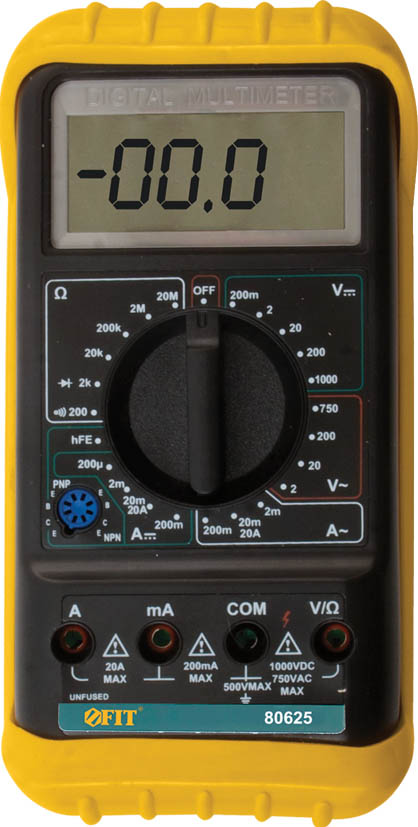 DIGITAL MULTIMETER
-00.0
Ω 20M OFF 200m V⎓
2M 2
200k 20
20k 200
2k 1000
200 750
hFE 200
200µ 20
PNP 2m 2 V~
E E 20m 2m
B B 20A 20m
C C 200m 200m 20A
E E NPN A⎓ A~
A mA COM V/Ω
20A MAX 200mA MAX 500VMAX 1000VDC 750VAC MAX
UNFUSED
FIT® 80625